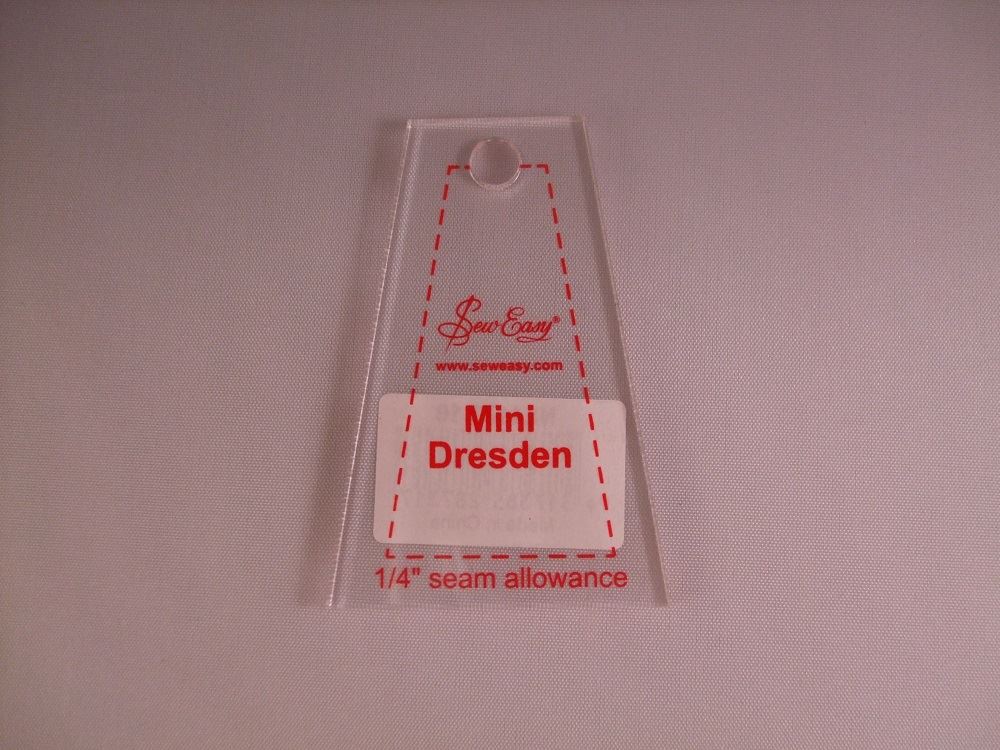 Sew Easy®
www.seweasy.com
Mini
Dresden
1/4" seam allowance